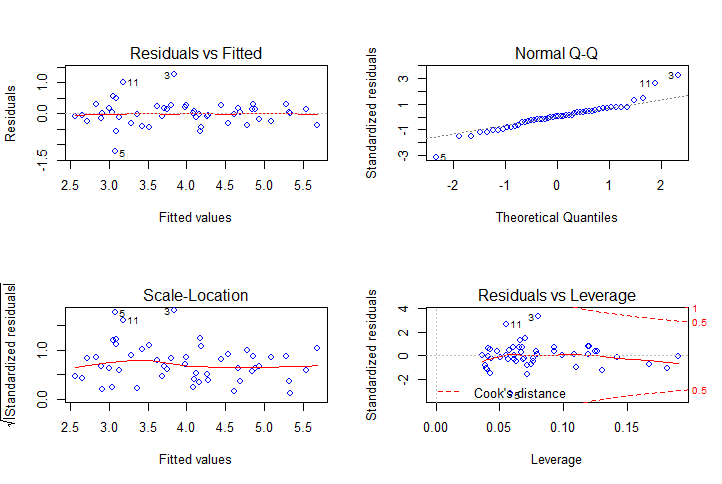 Residuals vs Fitted
Residuals
-1.5 0.0 1.0
3
11
5
2.5 3.0 3.5 4.0 4.5 5.0 5.5
Fitted values
Normal Q-Q
Standardized residuals
-3 -1 1 3
3
11
5
-2 -1 0 1 2
Theoretical Quantiles
Scale-Location
√|Standardized residuals|
0.0 1.0
5
3
11
2.5 3.0 3.5 4.0 4.5 5.0 5.5
Fitted values
Residuals vs Leverage
Standardized residuals
-2 0 2 4
3
11
5
1
0.5
0.5
Cook's distance
0.00 0.05 0.10 0.15
Leverage